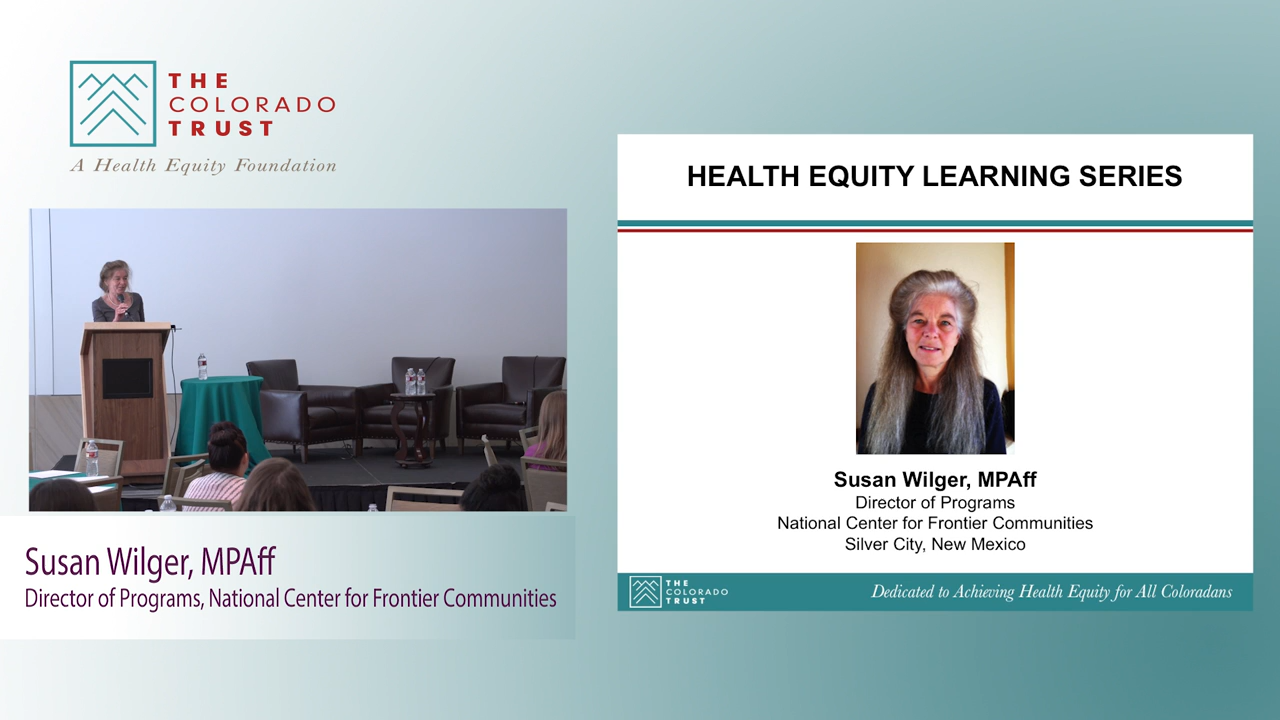 THE
COLORADO
TRUST
A Health Equity Foundation
Susan Wilger, MPAff
Director of Programs, National Center for Frontier Communities
HEALTH EQUITY LEARNING SERIES
Susan Wilger, MPAff
Director of Programs
National Center for Frontier Communities
Silver City, New Mexico
THE
COLORADO
TRUST
Dedicated to Achieving Health Equity for All Coloradans